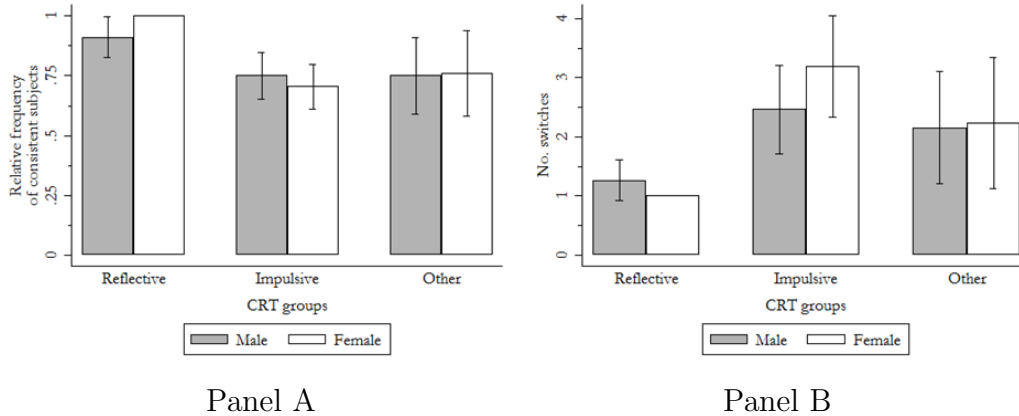 Relative frequency
of consistent subjects
0 .25 .5 .75 1
Reflective Impulsive Other
CRT groups
Male Female
Panel A
No. switches
0 1 2 3 4
Reflective Impulsive Other
CRT groups
Male Female
Panel B